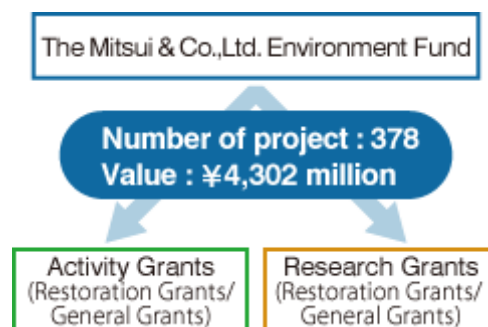 The Mitsui & Co.,Ltd. Environment Fund
Number of project : 378
Value : ¥4,302 million
Activity Grants
(Restoration Grants/
General Grants)
Research Grants
(Restoration Grants/
General Grants)